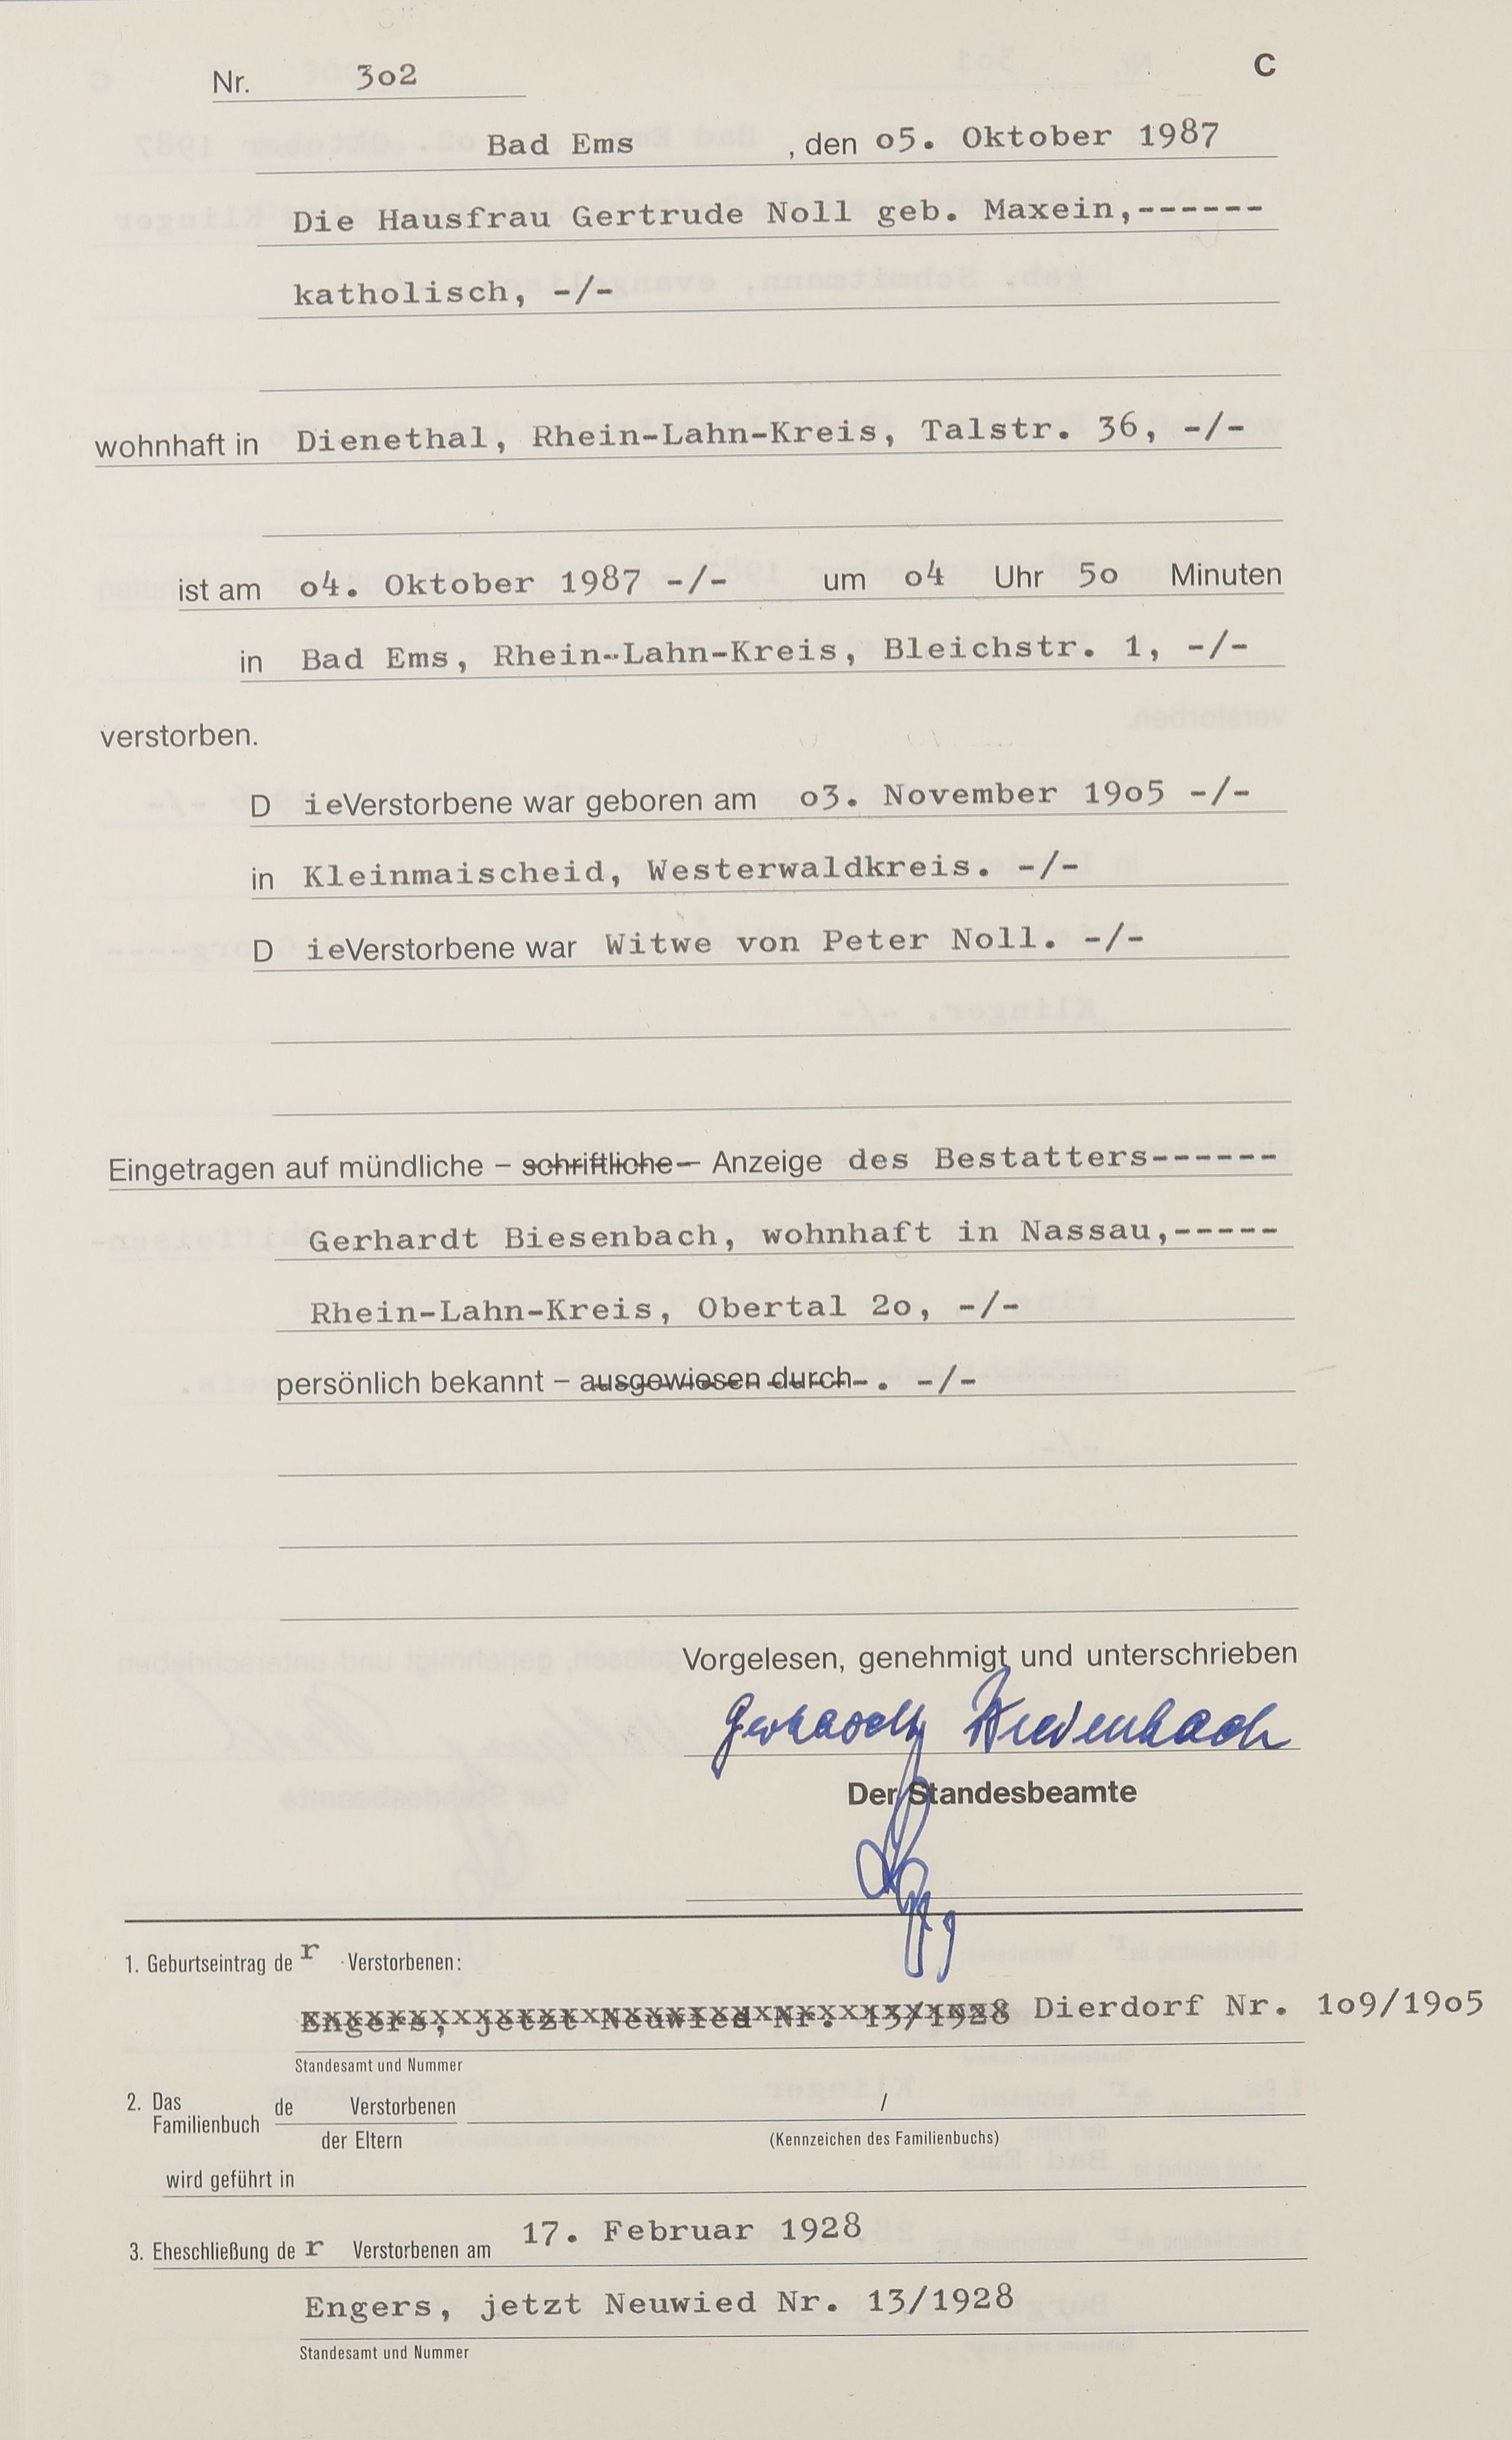 Nr. 3o2 C
Bad Ems , den o5. Oktober 1987
Die Hausfrau Gertrude Noll geb. Maxein,------
katholisch, -/-
wohnhaft in Dienethal, Rhein-Lahn-Kreis, Talstr. 36, -/-
ist am o4. Oktober 1987 -/- um o4 Uhr 5o Minuten
in Bad Ems, Rhein-Lahn-Kreis, Bleichstr. 1, -/-
verstorben.
D ieVerstorbene war geboren am o3. November 19o5 -/-
in Kleinmaischeid, Westerwaldkreis. -/-
D ieVerstorbene war Witwe von Peter Noll. -/-
Eingetragen auf mündliche – schriftliche – Anzeige des Bestatters------
Gerhardt Biesenbach, wohnhaft in Nassau,-----
Rhein-Lahn-Kreis, Obertal 2o, -/-
persönlich bekannt – ausgewiesen durch-. -/-
Vorgelesen, genehmigt und unterschrieben
Gerhardt Biesenbach
Der Standesbeamte
1. Geburtseintrag de r Verstorbenen:
Engers, jetzt Neuwied Nr. 13/1928 Dierdorf Nr. 1o9/19o5
Standesamt und Nummer
2. Das Familienbuch de Verstorbenen /
der Eltern (Kennzeichen des Familienbuchs)
wird geführt in
3. Eheschließung de r Verstorbenen am 17. Februar 1928
Engers, jetzt Neuwied Nr. 13/1928
Standesamt und Nummer